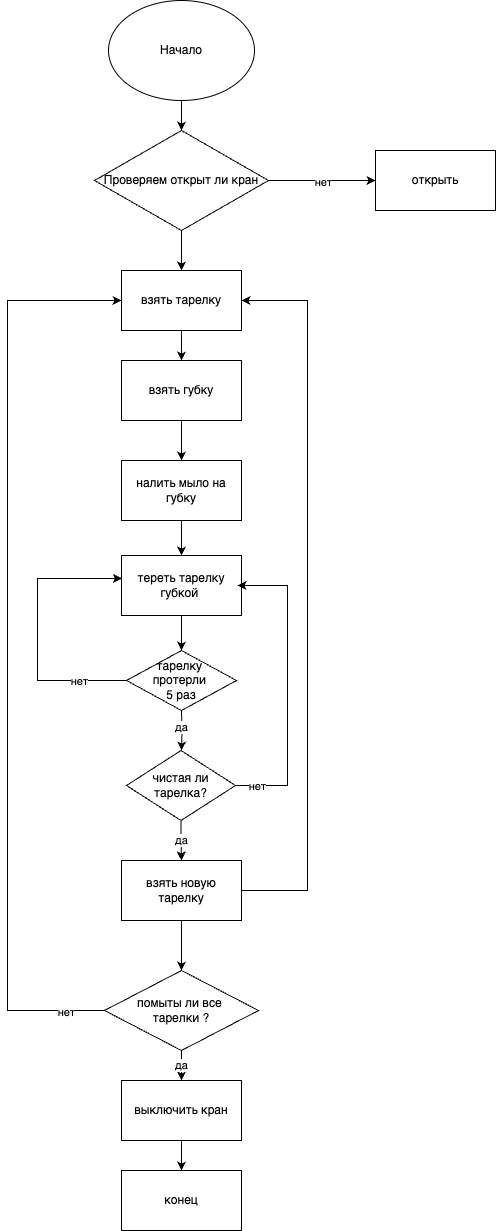 Начало
Проверяем открыт ли кран
нет
открыть
взять тарелку
взять губку
налить мыло на
губку
тереть тарелку
губкой
тарелку
протерли
5 раз
нет
да
чистая ли
тарелка?
нет
да
взять новую
тарелку
помыты ли все
тарелки ?
нет
да
выключить кран
конец